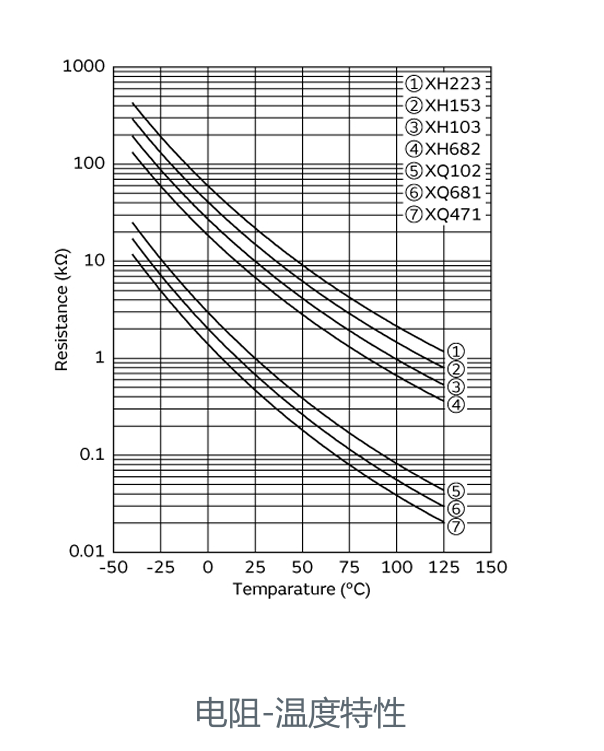 1000
100
10
1
0.1
0.01
Resistance (kΩ)
①XH223
②XH153
③XH103
④XH682
⑤XQ102
⑥XQ681
⑦XQ471
①
②
③
④
⑤
⑥
⑦
-50 -25 0 25 50 75 100 125 150
Temparature (°C)
电阻-温度特性